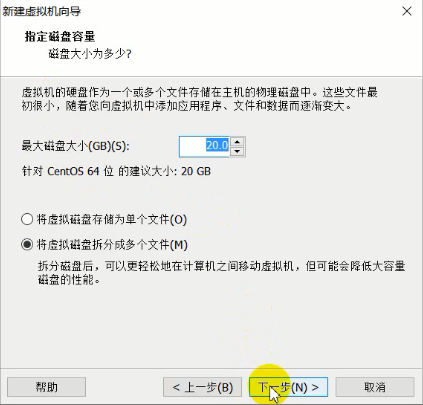 新建虚拟机向导
指定磁盘容量
磁盘大小为多少?
虚拟机的硬盘作为一个或多个文件存储在主机的物理磁盘中。这些文件最
初很小，随着您向虚拟机中添加应用程序、文件和数据而逐渐变大。
最大磁盘大小(GB)(S): 20.0
针对 CentOS 64 位 的建议大小: 20 GB
将虚拟磁盘存储为单个文件(O)
将虚拟磁盘拆分成多个文件(M)
拆分磁盘后，可以更轻松地在计算机之间移动虚拟机，但可能会降低大容量
磁盘的性能。
帮助 < 上一步(B) 下一步(N) > 取消